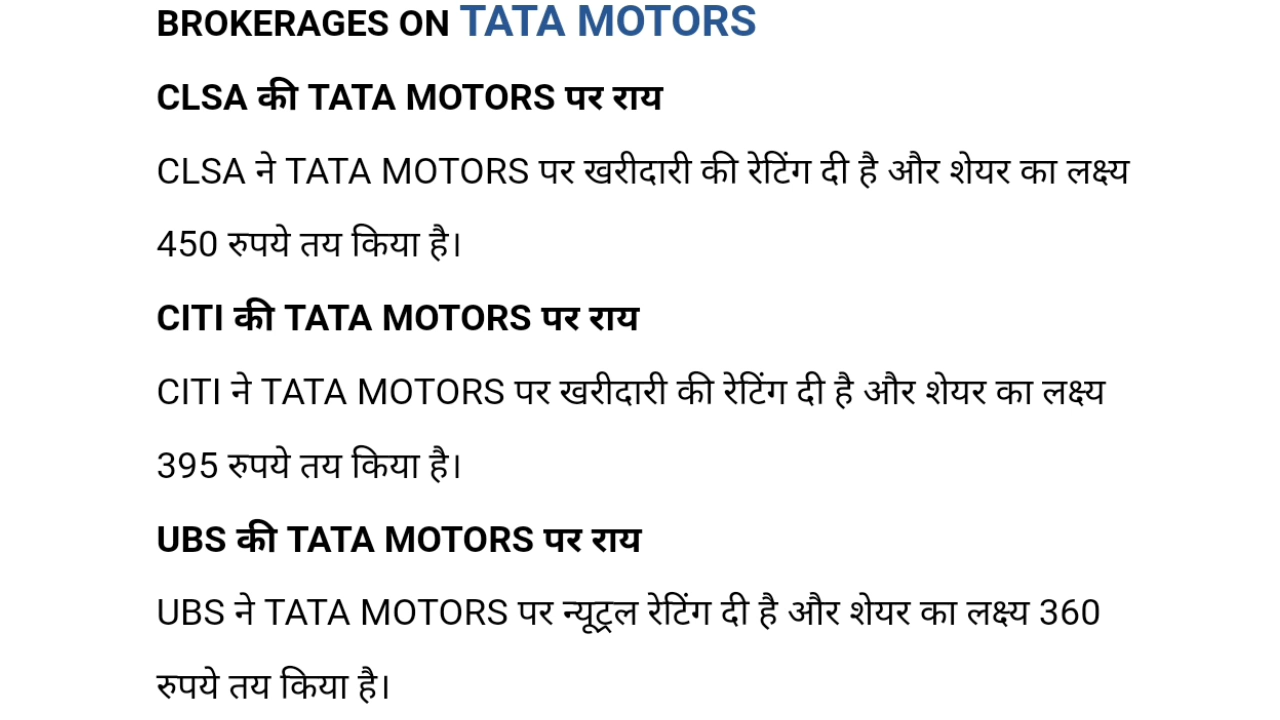 BROKERAGES ON TATA MOTORS
CLSA की TATA MOTORS पर राय
CLSA ने TATA MOTORS पर खरीदारी की रेटिंग दी है और शेयर का लक्ष्य
450 रुपये तय किया है।
CITI की TATA MOTORS पर राय
CITI ने TATA MOTORS पर खरीदारी की रेटिंग दी है और शेयर का लक्ष्य
395 रुपये तय किया है।
UBS की TATA MOTORS पर राय
UBS ने TATA MOTORS पर न्यूट्रल रेटिंग दी है और शेयर का लक्ष्य 360
रुपये तय किया है।